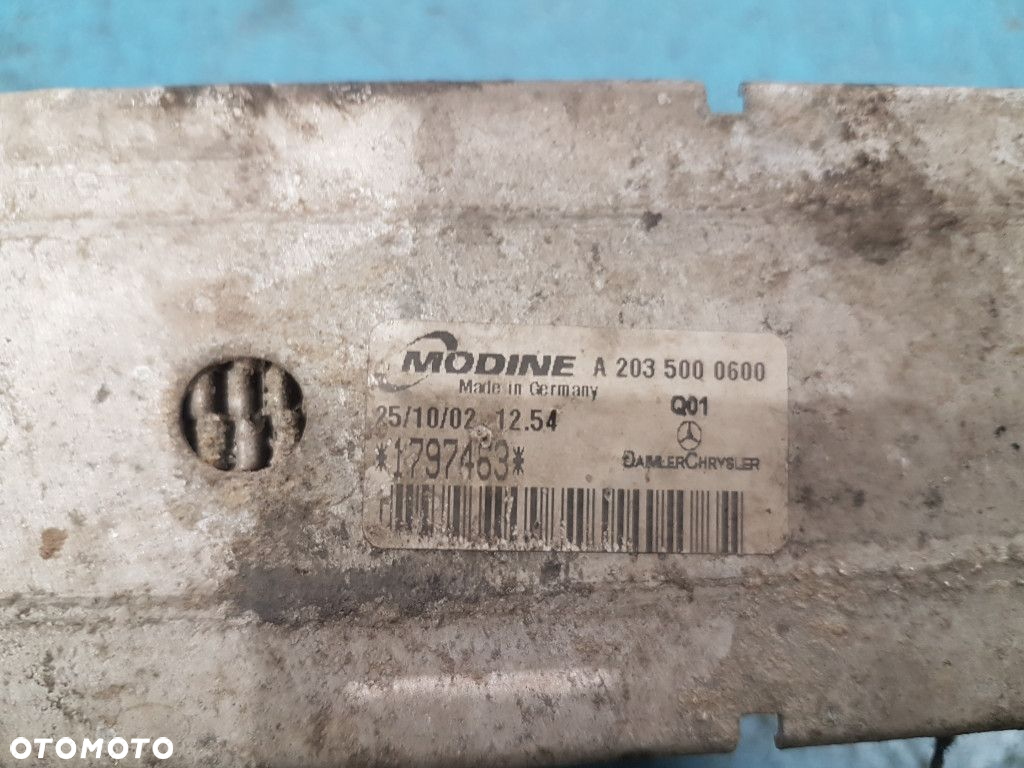 MODINE A 203 500 0600
Made in Germany
Q01
25/10/02 12.54
*1797463*
DAIMLERCHRYSLER
OTOMOTO